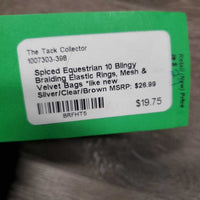 The Tack Collector
1007303-398
Spiced Equestrian 10 Blingy
Braiding Elastic Rings, Mesh &
Velvet Bags *like new
Silver/Clear/Brown MSRP: $26.99
$19.75
BRFHT5